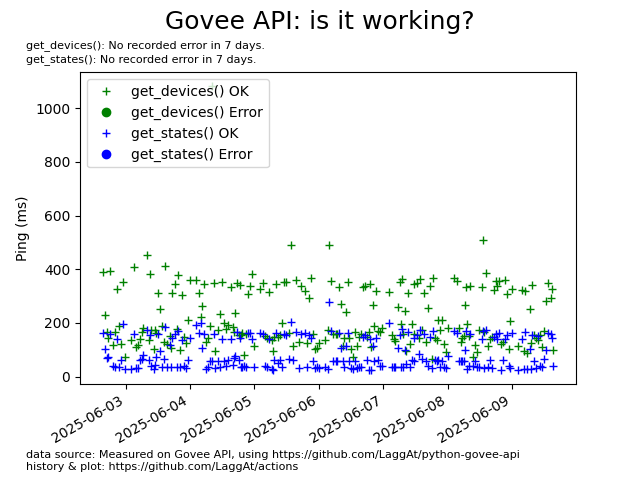 Govee API: is it working?
get_devices(): No recorded error in 7 days.
get_states(): No recorded error in 7 days.
get_devices() OK
get_devices() Error
get_states() OK
get_states() Error
Ping (ms)
1000
800
600
400
200
0
2025-06-03
2025-06-04
2025-06-05
2025-06-06
2025-06-07
2025-06-08
2025-06-09
data source: Measured on Govee API, using https://github.com/LaggAt/python-govee-api
history & plot: https://github.com/LaggAt/actions